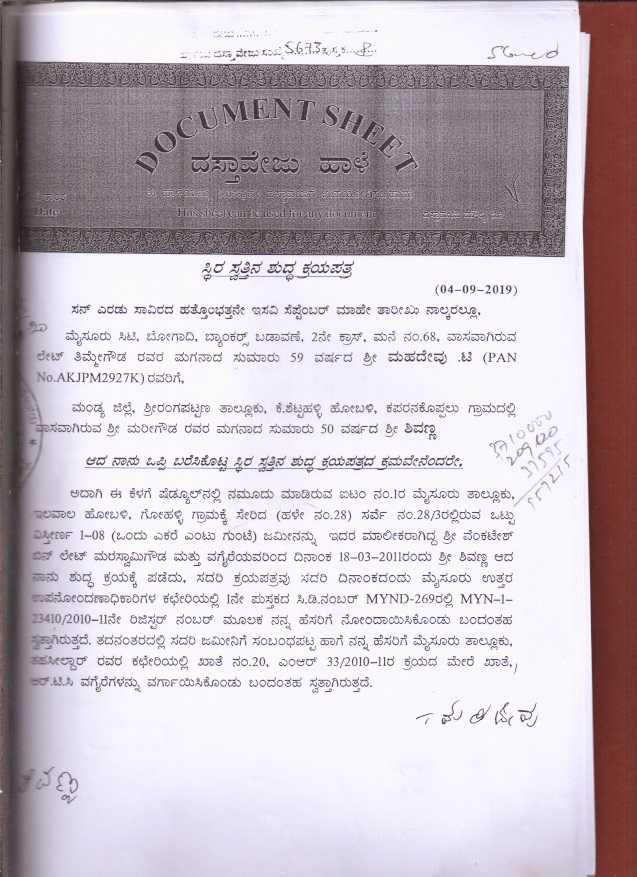 ದಸ್ತಾವೇಜು ಸಂಖ್ಯೆ 5673
DOCUMENT SHEET
ದಸ್ತಾವೇಜು ಹಾಳೆ
Date
This sheet can be used for any document
ಸ್ಥಿರ ಸ್ವತ್ತಿನ ಶುದ್ಧ ಕ್ರಯಪತ್ರ
(04-09-2019)
ಸನ್ ಎರಡು ಸಾವಿರದ ಹತ್ತೊಂಭತ್ತನೇ ಇಸವಿ ಸೆಪ್ಟೆಂಬರ್ ಮಾಹೇ ತಾರೀಖು ನಾಲ್ಕರಲ್ಲೂ,
ಮೈಸೂರು ಸಿಟಿ, ಬೋಗಾದಿ, ಬ್ಯಾಂಕರ್ಸ್ ಬಡಾವಣೆ, 2ನೇ ಕ್ರಾಸ್, ಮನೆ ನಂ.68, ವಾಸವಾಗಿರುವ
ಲೇಟ್ ತಿಮ್ಮೇಗೌಡ ರವರ ಮಗನಾದ ಸುಮಾರು 59 ವರ್ಷದ ಶ್ರೀ ಮಹದೇವು .ಟಿ (PAN
No.AKJPM2927K) ರವರಿಗೆ,
ಮಂಡ್ಯ ಜಿಲ್ಲೆ, ಶ್ರೀರಂಗಪಟ್ಟಣ ತಾಲ್ಲೂಕು, ಕೆ.ಶೆಟ್ಟಹಳ್ಳಿ ಹೋಬಳಿ, ಕಪರನಕೊಪ್ಪಲು ಗ್ರಾಮದಲ್ಲಿ
ವಾಸವಾಗಿರುವ ಶ್ರೀ ಮರೀಗೌಡ ರವರ ಮಗನಾದ ಸುಮಾರು 50 ವರ್ಷದ ಶ್ರೀ ಶಿವಣ್ಣ
ಆದ ನಾನು ಒಪ್ಪಿ ಬರೆಸಿಕೊಟ್ಟ ಸ್ಥಿರ ಸ್ವತ್ತಿನ ಶುದ್ಧ ಕ್ರಯಪತ್ರದ ಕ್ರಮವೇನೆಂದರೇ,
ಅದಾಗಿ ಈ ಕೆಳಗೆ ಷೆಡ್ಯೂಲ್‌ನಲ್ಲಿ ನಮೂದು ಮಾಡಿರುವ ಐಟಂ ನಂ.1ರ ಮೈಸೂರು ತಾಲ್ಲೂಕು,
ಇಲವಾಲ ಹೋಬಳಿ, ಗೋಹಳ್ಳಿ ಗ್ರಾಮಕ್ಕೆ ಸೇರಿದ (ಹಳೇ ನಂ.28) ಸರ್ವೆ ನಂ.28/3ರಲ್ಲಿರುವ ಒಟ್ಟು
ವಿಸ್ತೀರ್ಣ 1-08 (ಒಂದು ಎಕರೆ ಎಂಟು ಗುಂಟೆ) ಜಮೀನನ್ನು ಇದರ ಮಾಲೀಕರಾಗಿದ್ದ ಶ್ರೀ ವೆಂಕಟೇಶ್
ಬಿನ್ ಲೇಟ್ ಮರಸ್ವಾಮಿಗೌಡ ಮತ್ತು ವಗೈರೆಯವರಿಂದ ದಿನಾಂಕ 18-03-2011ರಂದು ಶ್ರೀ ಶಿವಣ್ಣ ಆದ
ನಾನು ಶುದ್ಧ ಕ್ರಯಕ್ಕೆ ಪಡೆದು, ಸದರಿ ಕ್ರಯಪತ್ರವು ಸದರಿ ದಿನಾಂಕದಂದು ಮೈಸೂರು ಉತ್ತರ
ಉಪನೋಂದಣಾಧಿಕಾರಿಗಳ ಕಛೇರಿಯಲ್ಲಿ 1ನೇ ಪುಸ್ತಕದ ಸಿ.ಡಿ.ನಂಬರ್ MYND-269ರಲ್ಲಿ MYN-1-
23410/2010-11ನೇ ರಿಜಿಸ್ಟರ್ ನಂಬರ್ ಮೂಲಕ ನನ್ನ ಹೆಸರಿಗೆ ನೋಂದಾಯಿಸಿಕೊಂಡು ಬಂದಂತಹ
ಸ್ವತ್ತಾಗಿರುತ್ತದೆ. ತದನಂತರದಲ್ಲಿ ಸದರಿ ಜಮೀನಿಗೆ ಸಂಬಂಧಪಟ್ಟ ಹಾಗೆ ನನ್ನ ಹೆಸರಿಗೆ ಮೈಸೂರು ತಾಲ್ಲೂಕು,
ತಹಸೀಲ್ದಾರ್ ರವರ ಕಛೇರಿಯಲ್ಲಿ ಖಾತೆ ನಂ.20, ಎಂಆರ್ 33/2010-11ರ ಕ್ರಯದ ಮೇರೆ ಖಾತೆ,
ಆರ್.ಟಿ.ಸಿ ವಗೈರೆಗಳನ್ನು ವರ್ಗಾಯಿಸಿಕೊಂಡು ಬಂದಂತಹ ಸ್ವತ್ತಾಗಿರುತ್ತದೆ.
ಶಿವಣ್ಣ